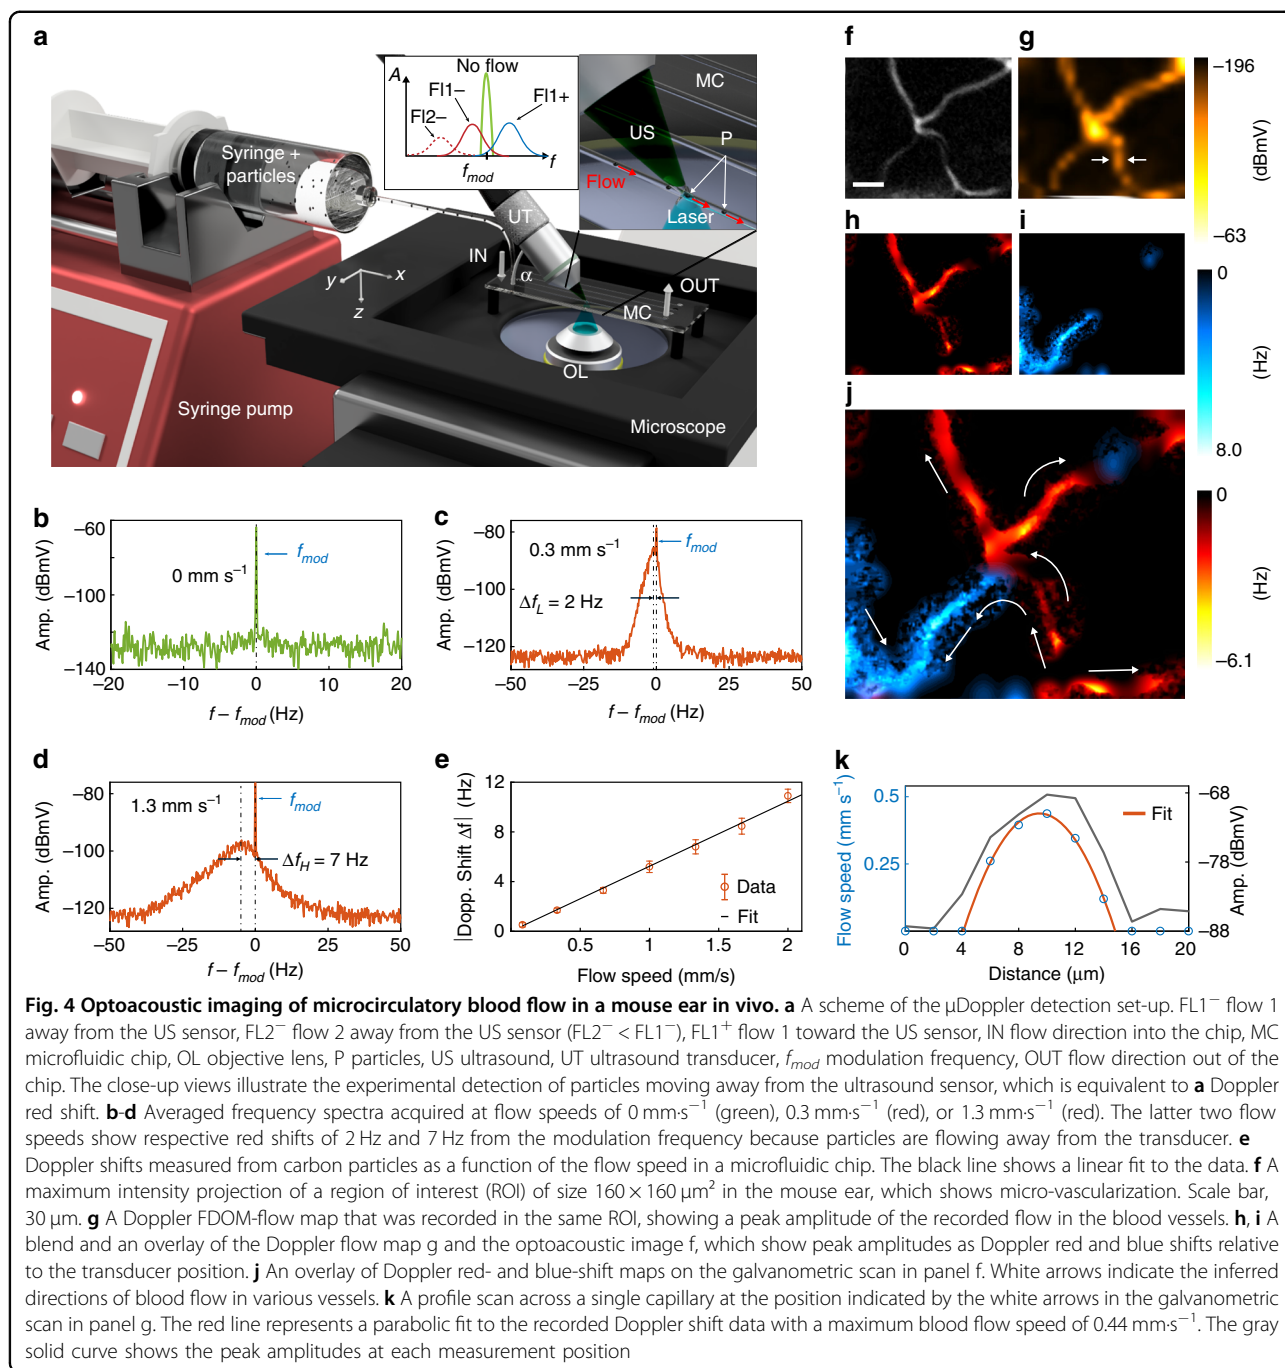 a
A
No flow
Fl1−
Fl1+
Fl2−
f
f_mod
MC
US
P
Flow
Laser
Syringe +
particles
UT
IN
α
OUT
x
y
z
MC
OL
Syringe pump
Microscope
b
Amp. (dBmV)
−60
−100
−140
0 mm s⁻¹
f_mod
−20
−10
0
10
20
f − f_mod (Hz)
c
Amp. (dBmV)
−80
−100
−120
0.3 mm s⁻¹
f_mod
Δf_L = 2 Hz
−50
−25
0
25
50
f − f_mod (Hz)
d
Amp. (dBmV)
−80
−100
−120
1.3 mm s⁻¹
f_mod
Δf_H = 7 Hz
−50
−25
0
25
50
f − f_mod (Hz)
e
|Dopp. Shift Δf| (Hz)
12
8
4
0
Data
Fit
0
0.5
1
1.5
2
Flow speed (mm/s)
f
g
−196
(dBmV)
−63
h
i
0
(Hz)
8.0
j
0
(Hz)
−6.1
k
Flow speed (mm s⁻¹)
0.5
0.25
Fit
−68
−78
−88
Amp. (dBmV)
0
4
8
12
16
20
Distance (μm)
Fig. 4 Optoacoustic imaging of microcirculatory blood flow in a mouse ear in vivo. a A scheme of the μDoppler detection set-up. FL1⁻ flow 1
away from the US sensor, FL2⁻ flow 2 away from the US sensor (FL2⁻ < FL1⁻), FL1⁺ flow 1 toward the US sensor, IN flow direction into the chip, MC
microfluidic chip, OL objective lens, P particles, US ultrasound, UT ultrasound transducer, f_mod modulation frequency, OUT flow direction out of the
chip. The close-up views illustrate the experimental detection of particles moving away from the ultrasound sensor, which is equivalent to a Doppler
red shift. b-d Averaged frequency spectra acquired at flow speeds of 0 mm·s⁻¹ (green), 0.3 mm·s⁻¹ (red), or 1.3 mm·s⁻¹ (red). The latter two flow
speeds show respective red shifts of 2 Hz and 7 Hz from the modulation frequency because particles are flowing away from the transducer. e
Doppler shifts measured from carbon particles as a function of the flow speed in a microfluidic chip. The black line shows a linear fit to the data. f A
maximum intensity projection of a region of interest (ROI) of size 160 × 160 μm² in the mouse ear, which shows micro-vascularization. Scale bar,
30 μm. g A Doppler FDOM-flow map that was recorded in the same ROI, showing a peak amplitude of the recorded flow in the blood vessels. h, i A
blend and an overlay of the Doppler flow map g and the optoacoustic image f, which show peak amplitudes as Doppler red and blue shifts relative
to the transducer position. j An overlay of Doppler red- and blue-shift maps on the galvanometric scan in panel f. White arrows indicate the inferred
directions of blood flow in various vessels. k A profile scan across a single capillary at the position indicated by the white arrows in the galvanometric
scan in panel g. The red line represents a parabolic fit to the recorded Doppler shift data with a maximum blood flow speed of 0.44 mm·s⁻¹. The gray
solid curve shows the peak amplitudes at each measurement position